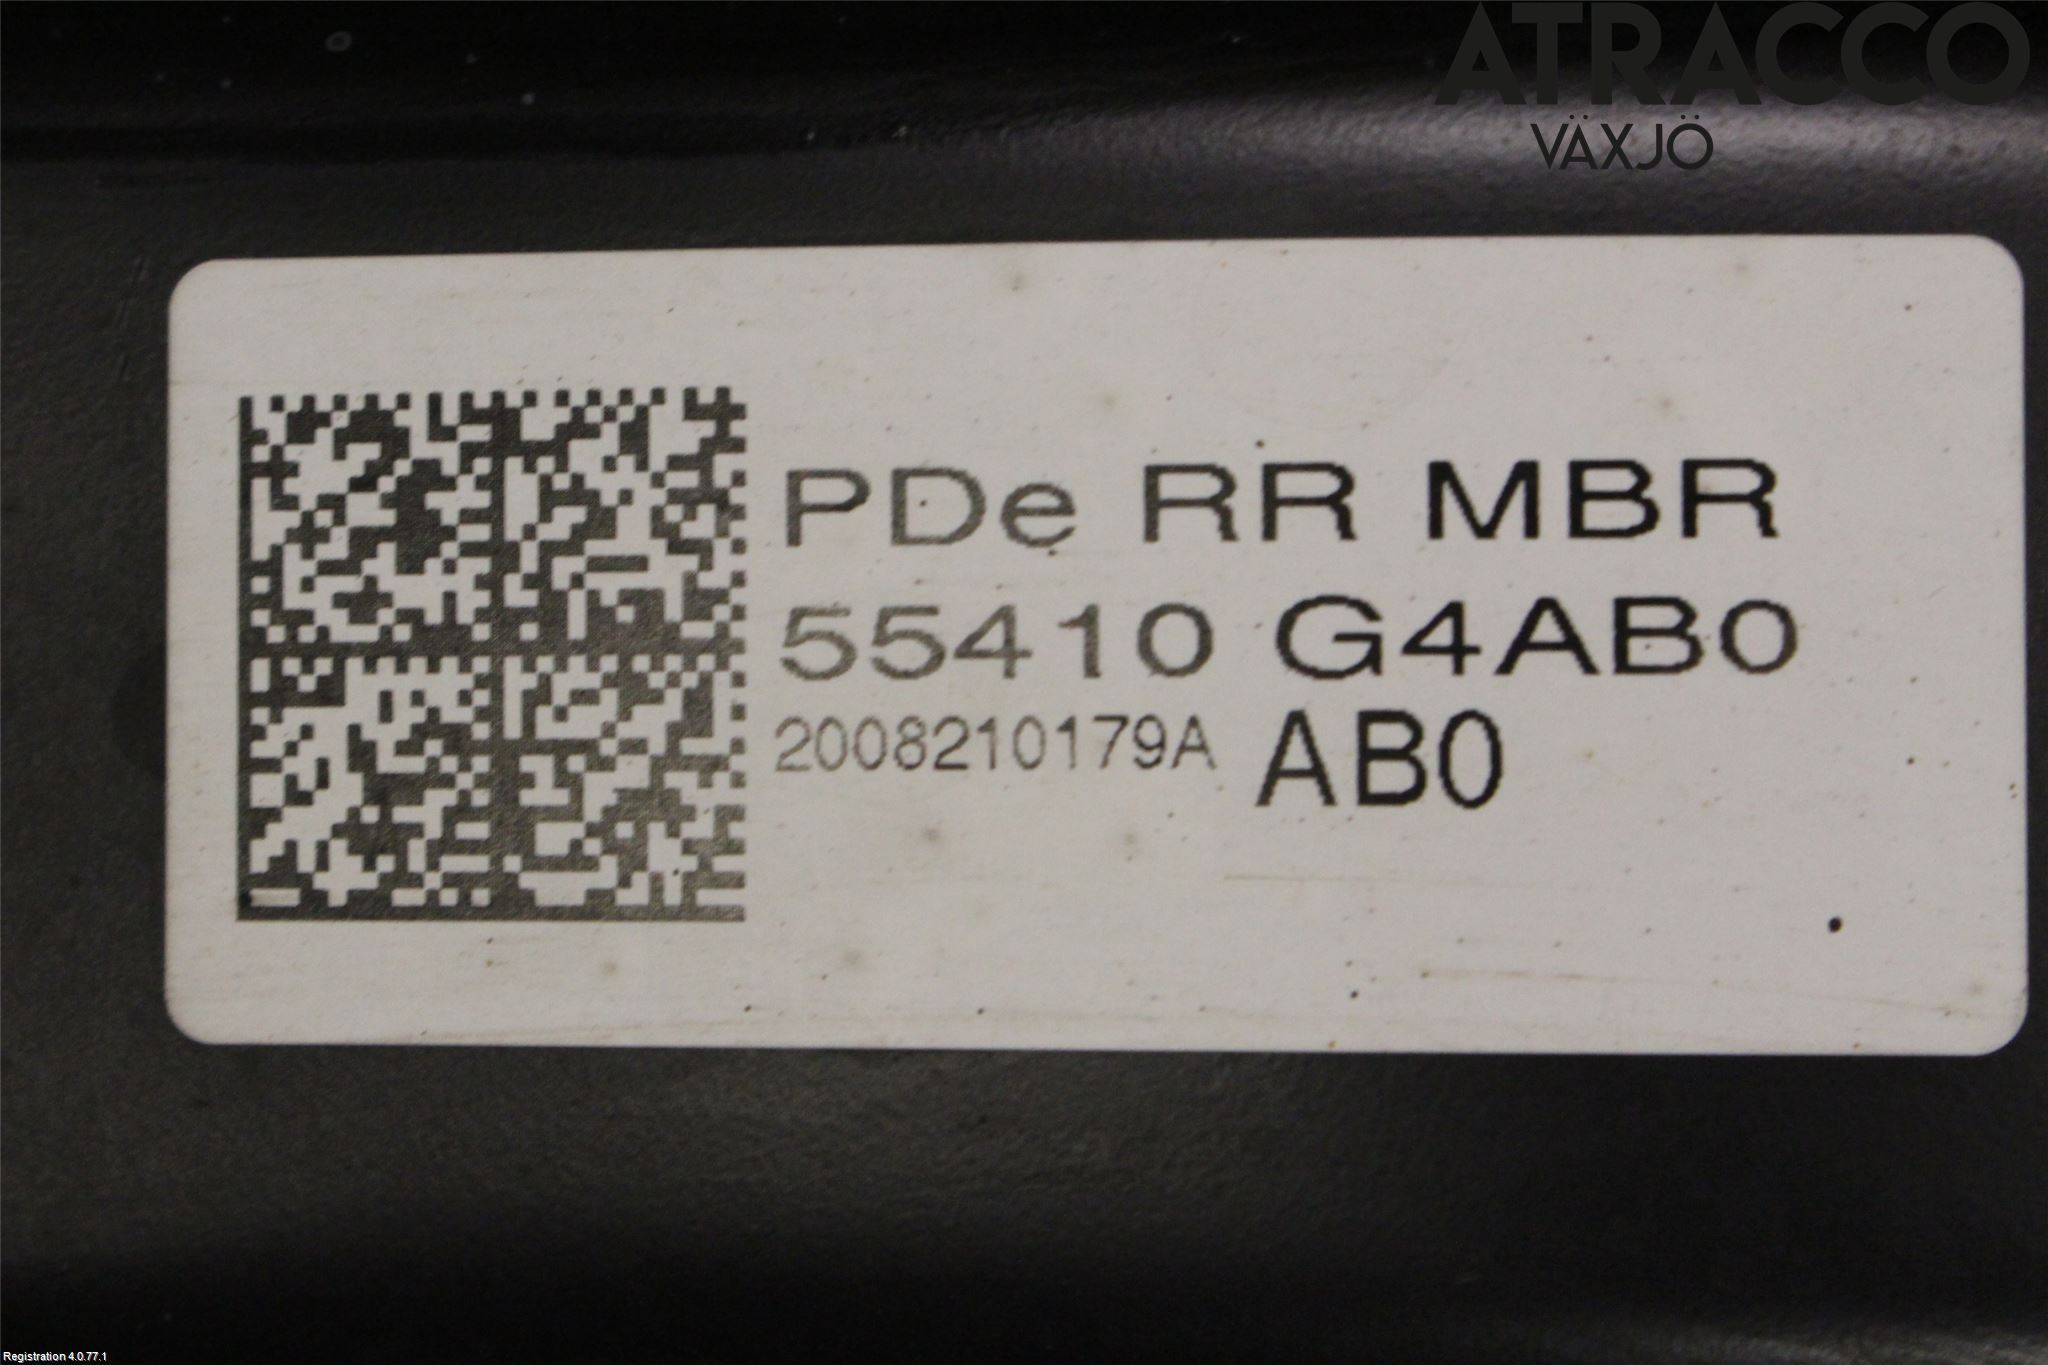 ATRACCO
VÄXJÖ
PDe RR MBR
55410 G4AB0
2008210179A AB0
Registration 4.0.77.1